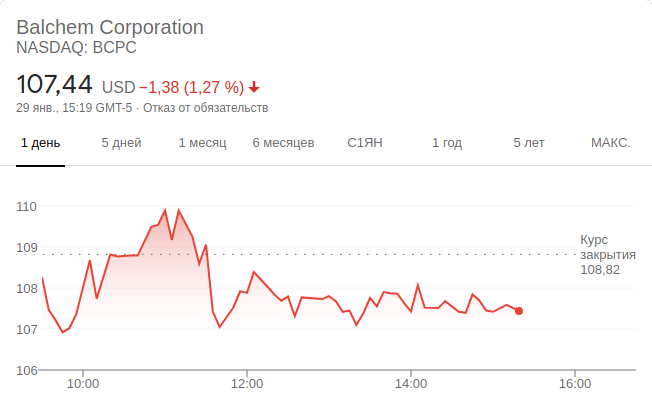 Balchem Corporation
NASDAQ: BCPC
107,44 USD −1,38 (1,27 %)
29 янв., 15:19 GMT-5 · Отказ от обязательств
1 день 5 дней 1 месяц 6 месяцев С1ЯН 1 год 5 лет МАКС.
110
109
108
107
106
Курс
закрытия
108,82
10:00 12:00 14:00 16:00